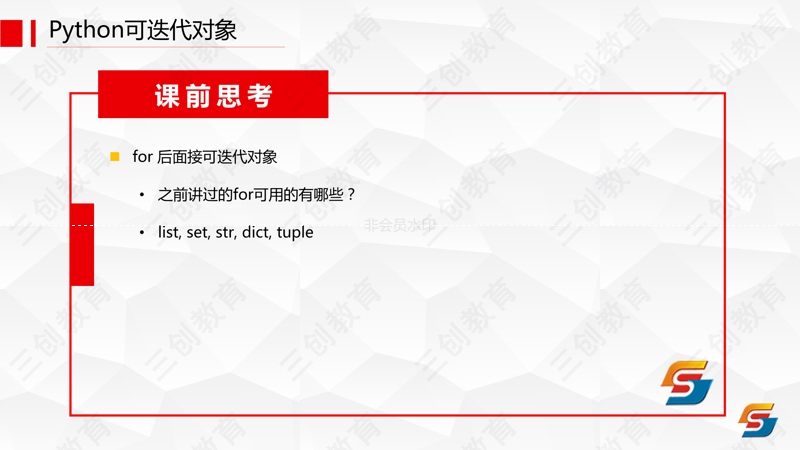 Python可迭代对象
课前思考
for 后面接可迭代对象
• 之前讲过的for可用的有哪些？
• list, set, str, dict, tuple
非会员水印
三创教育